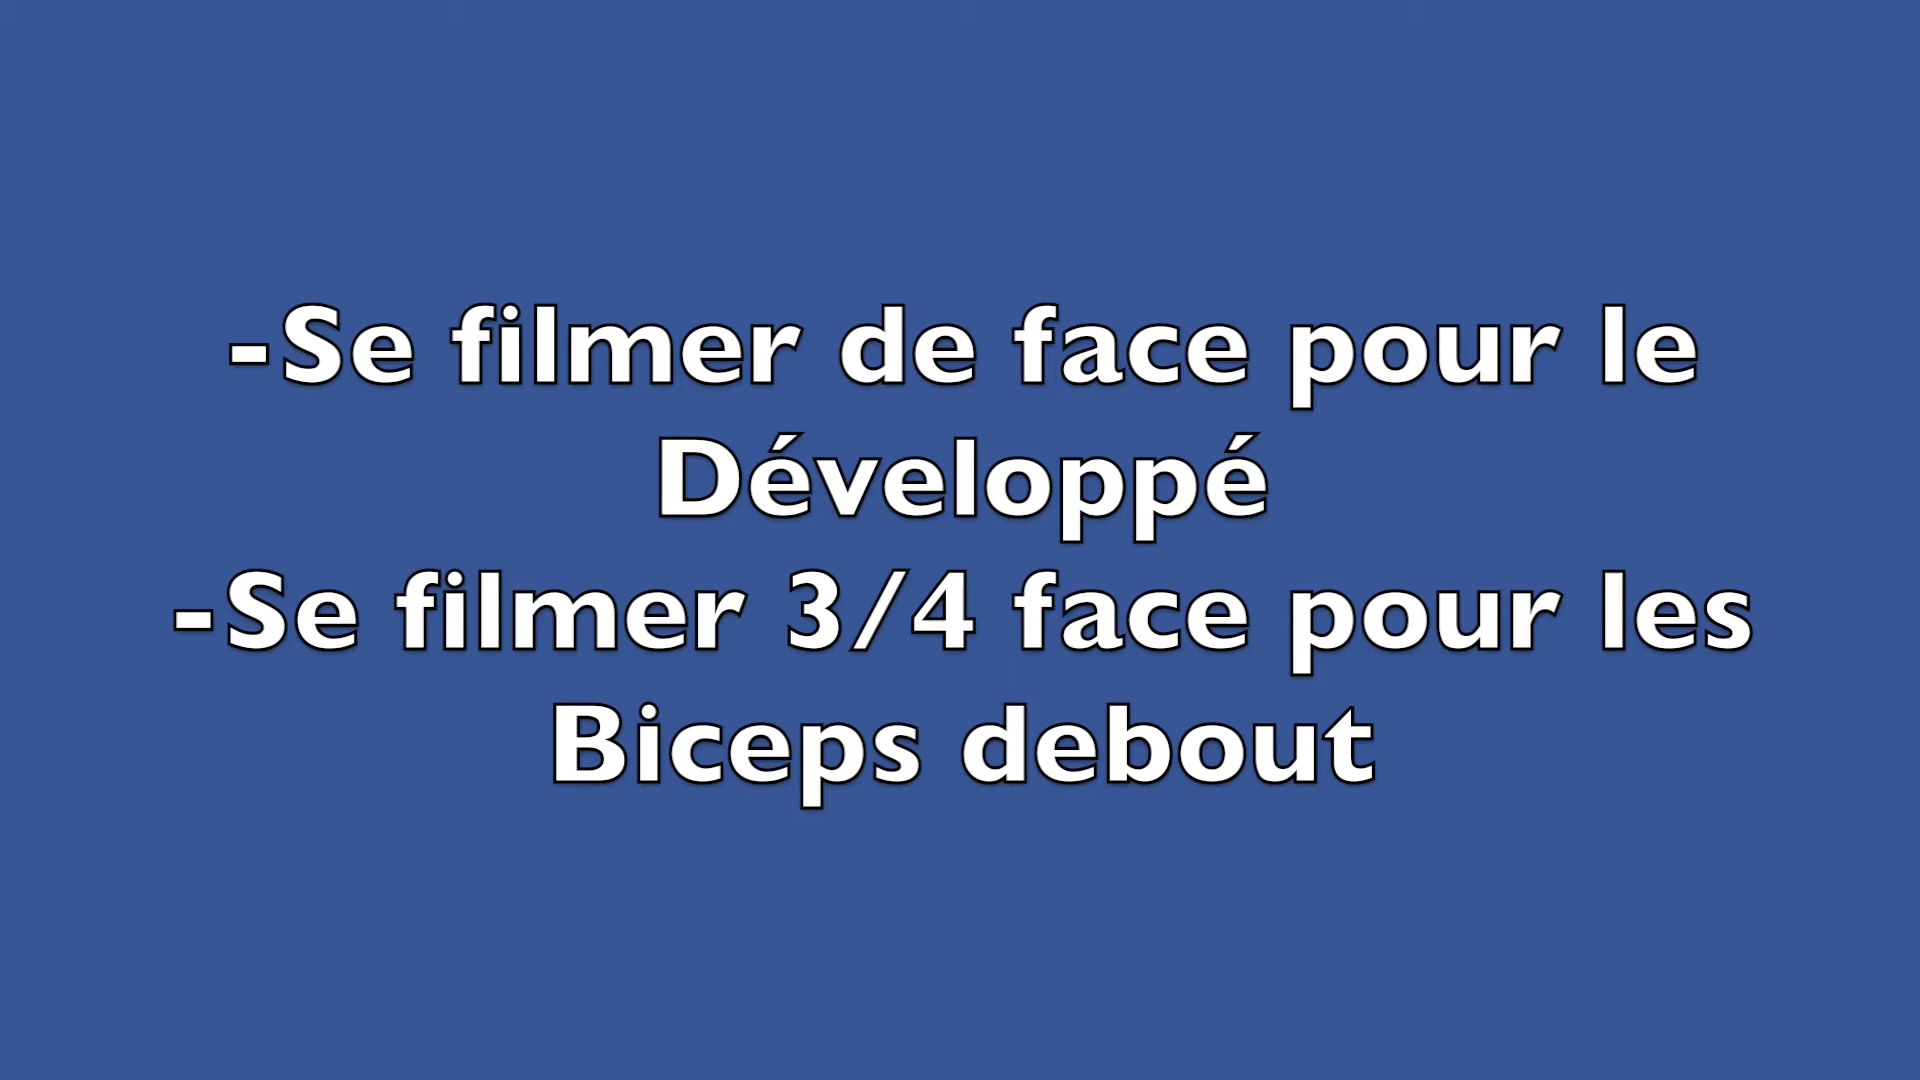 -Se filmer de face pour le
Développé
-Se filmer 3/4 face pour les
Biceps debout